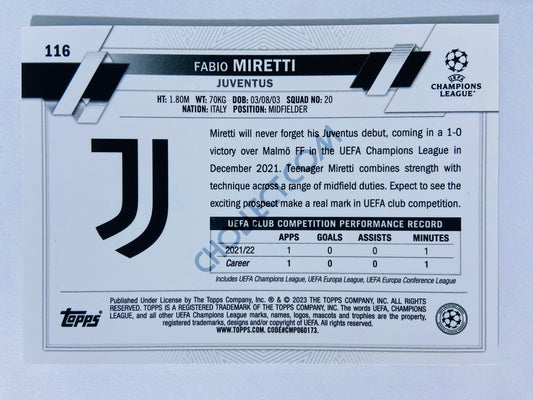 116
FABIO MIRETTI
JUVENTUS
HT: 1.80M WT: 70KG DOB: 03/08/03 SQUAD NO: 20
NATION: ITALY POSITION: MIDFIELDER
UEFA
CHAMPIONS
LEAGUE
Miretti will never forget his Juventus debut, coming in a 1-0
victory over Malmö FF in the UEFA Champions League in
December 2021. Teenager Miretti combines strength with
technique across a range of midfield duties. Expect to see the
exciting prospect make a real mark in UEFA club competition.
UEFA CLUB COMPETITION PERFORMANCE RECORD
APPS GOALS ASSISTS MINUTES
2021/22 1 0 0 1
Career 1 0 0 1
Includes UEFA Champions League, UEFA Europa League, UEFA Europa Conference League
CHOLLECT.COM
topps
Published Under License by The Topps Company, Inc. ® & © 2023 THE TOPPS COMPANY, INC. ALL RIGHTS
RESERVED. TOPPS IS A REGISTERED TRADEMARK OF THE TOPPS COMPANY, INC. The words UEFA, CHAMPIONS
LEAGUE, and all other UEFA Champions League marks, names, logos, mascots and trophies are the property,
registered trademarks, designs and/or copyright of UEFA. All rights reserved.
WWW.TOPPS.COM. CODE#CMP060173.